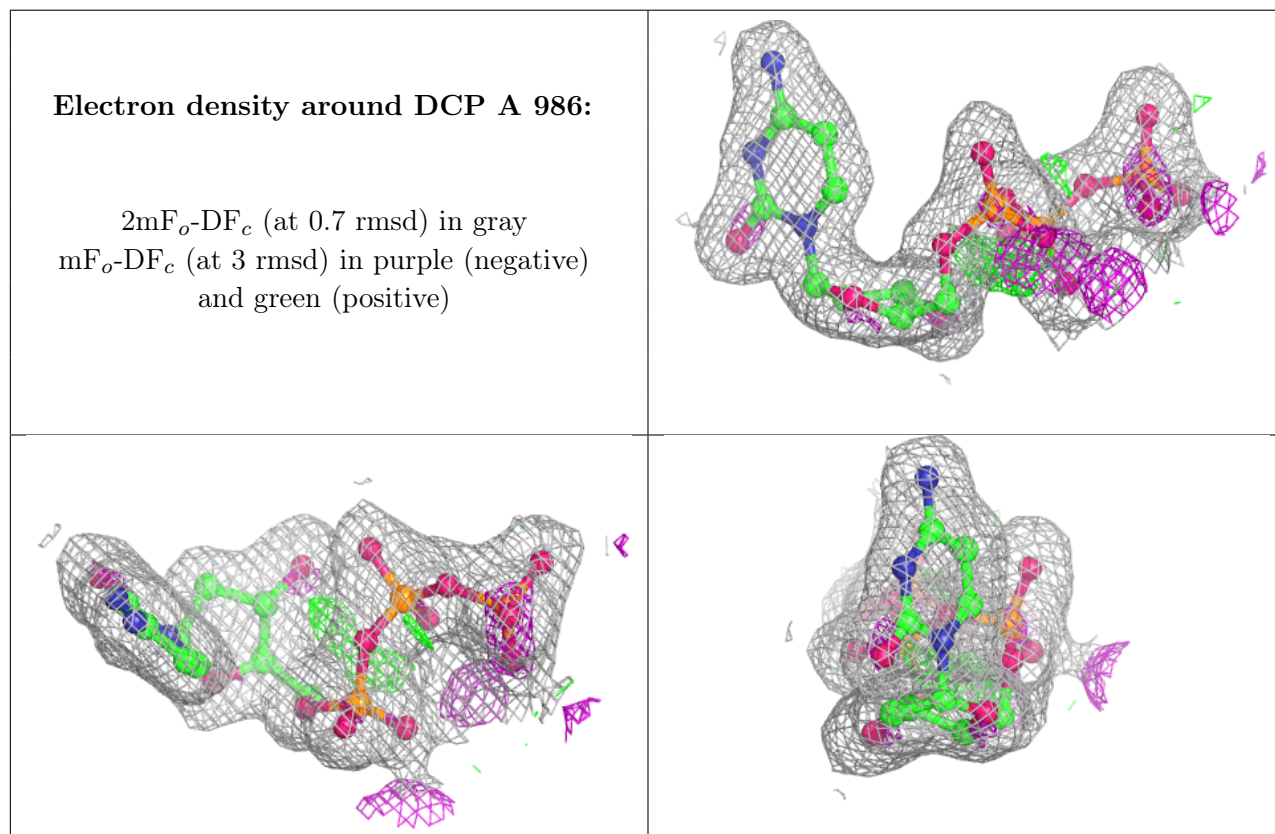 Electron density around DCP A 986:
2mFₒ-DF𝒸 (at 0.7 rmsd) in gray
mFₒ-DF𝒸 (at 3 rmsd) in purple (negative)
and green (positive)